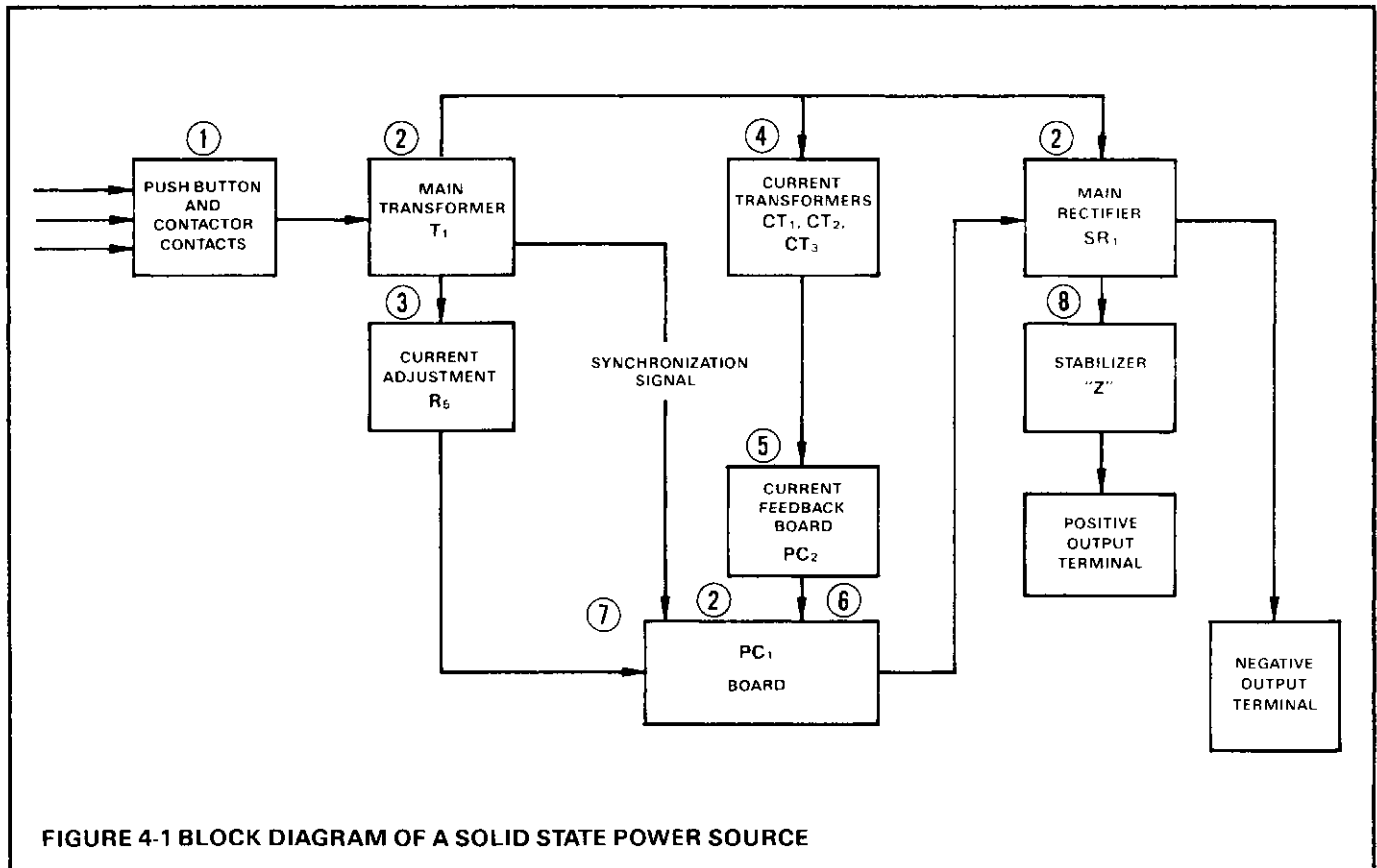 ①
PUSH BUTTON
AND
CONTACTOR
CONTACTS
②
MAIN
TRANSFORMER
T₁
③
CURRENT
ADJUSTMENT
R₅
SYNCHRONIZATION
SIGNAL
④
CURRENT
TRANSFORMERS
CT₁, CT₂,
CT₃
⑤
CURRENT
FEEDBACK
BOARD
PC₂
⑦
②
⑥
PC₁
BOARD
②
MAIN
RECTIFIER
SR₁
⑧
STABILIZER
"Z"
POSITIVE
OUTPUT
TERMINAL
NEGATIVE
OUTPUT
TERMINAL
FIGURE 4-1 BLOCK DIAGRAM OF A SOLID STATE POWER SOURCE